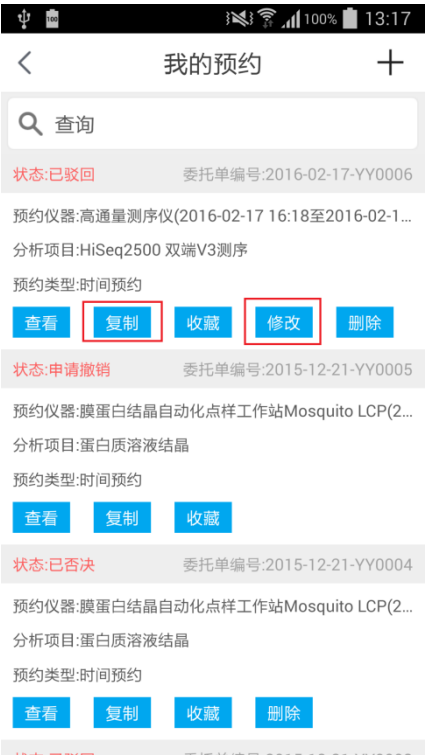 100 100% 13:17
我的预约
查询
状态:已驳回 委托单编号:2016-02-17-YY0006
预约仪器:高通量测序仪(2016-02-17 16:18至2016-02-1...
分析项目:HiSeq2500 双端V3测序
预约类型:时间预约
查看 复制 收藏 修改 删除
状态:申请撤销 委托单编号:2015-12-21-YY0005
预约仪器:膜蛋白结晶自动化点样工作站Mosquito LCP(2...
分析项目:蛋白质溶液结晶
预约类型:时间预约
查看 复制 收藏
状态:已否决 委托单编号:2015-12-21-YY0004
预约仪器:膜蛋白结晶自动化点样工作站Mosquito LCP(2...
分析项目:蛋白质溶液结晶
预约类型:时间预约
查看 复制 收藏 删除